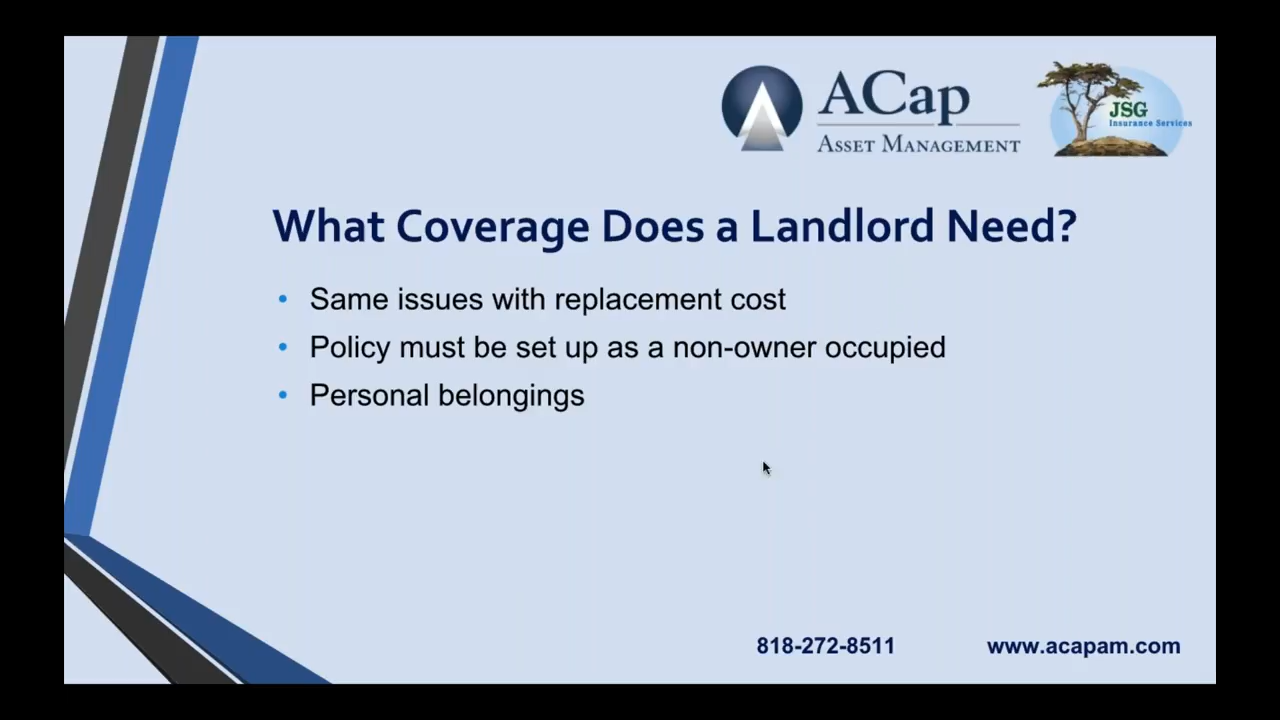 ACap
ASSET MANAGEMENT
JSG
Insurance Services
What Coverage Does a Landlord Need?
• Same issues with replacement cost
• Policy must be set up as a non-owner occupied
• Personal belongings
818-272-8511 www.acapam.com